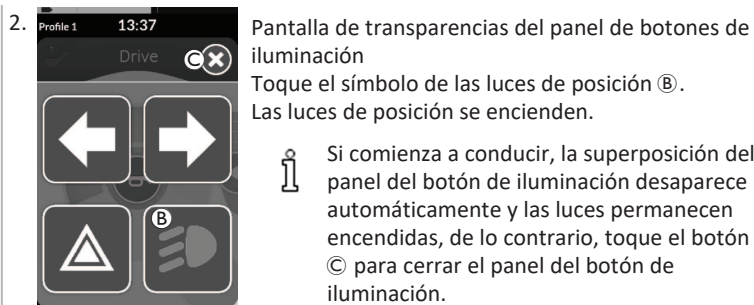 2.
Profile 1 13:37
Drive Ⓒ
Ⓑ
Pantalla de transparencias del panel de botones de
iluminación
Toque el símbolo de las luces de posición Ⓑ.
Las luces de posición se encienden.
Si comienza a conducir, la superposición del
panel del botón de iluminación desaparece
automáticamente y las luces permanecen
encendidas, de lo contrario, toque el botón
Ⓒ para cerrar el panel del botón de
iluminación.